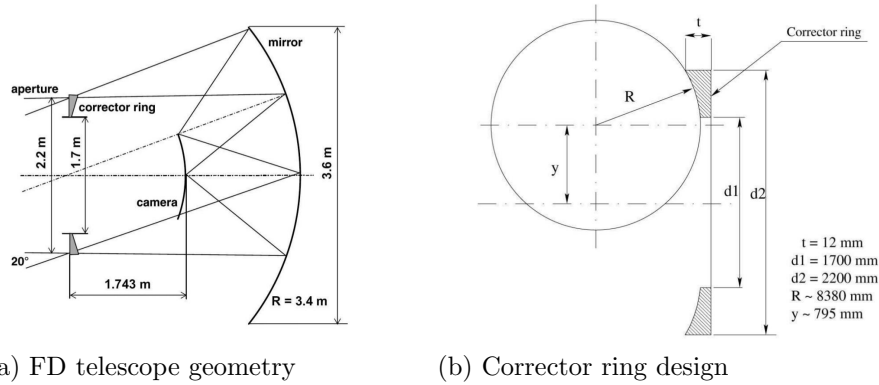 mirror
aperture
corrector ring
2.2 m
1.7 m
3.6 m
camera
20°
1.743 m
R = 3.4 m
t
Corrector ring
R
y
d1
d2
t = 12 mm
d1 = 1700 mm
d2 = 2200 mm
R ~ 8380 mm
y ~ 795 mm
a) FD telescope geometry
(b) Corrector ring design